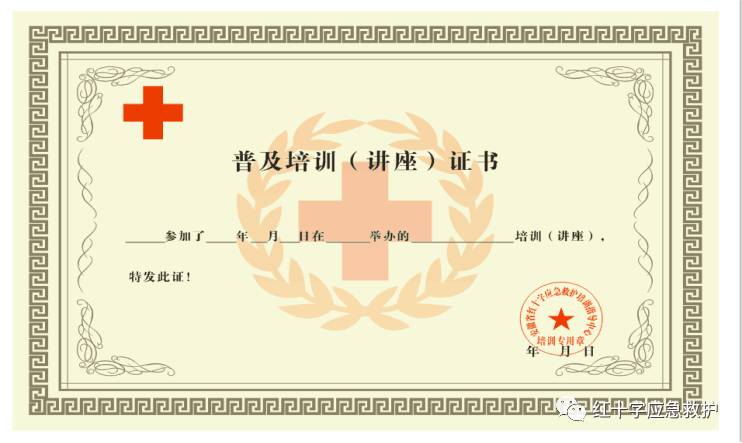 普及培训（讲座）证书
______参加了_____年___月___日在_______举办的________________培训（讲座），
特发此证！
安徽省红十字应急救护培训指导中心
培训专用章
年 月 日
红十字应急救护